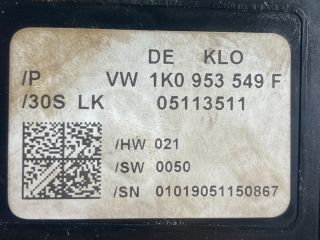 DE KLO
/P VW 1K0 953 549 F
/30S LK 05113511
/HW 021
/SW 0050
/SN 01019051150867